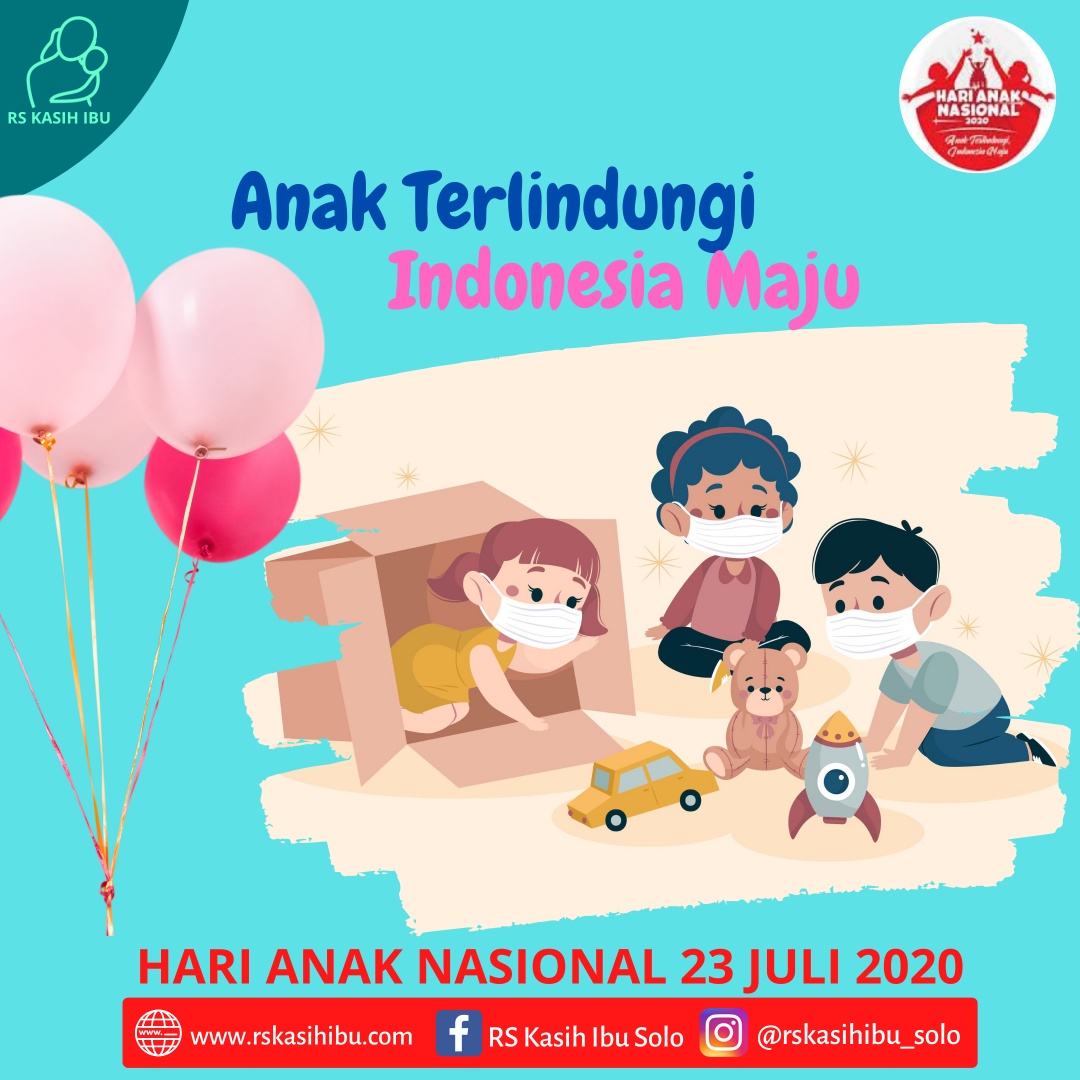 RS KASIH IBU
HARI ANAK
NASIONAL
2020
Anak Terlindungi,
Indonesia Maju
Anak Terlindungi
Indonesia Maju
HARI ANAK NASIONAL 23 JULI 2020
www.
www.rskasihibu.com
RS Kasih Ibu Solo
@rskasihibu_solo